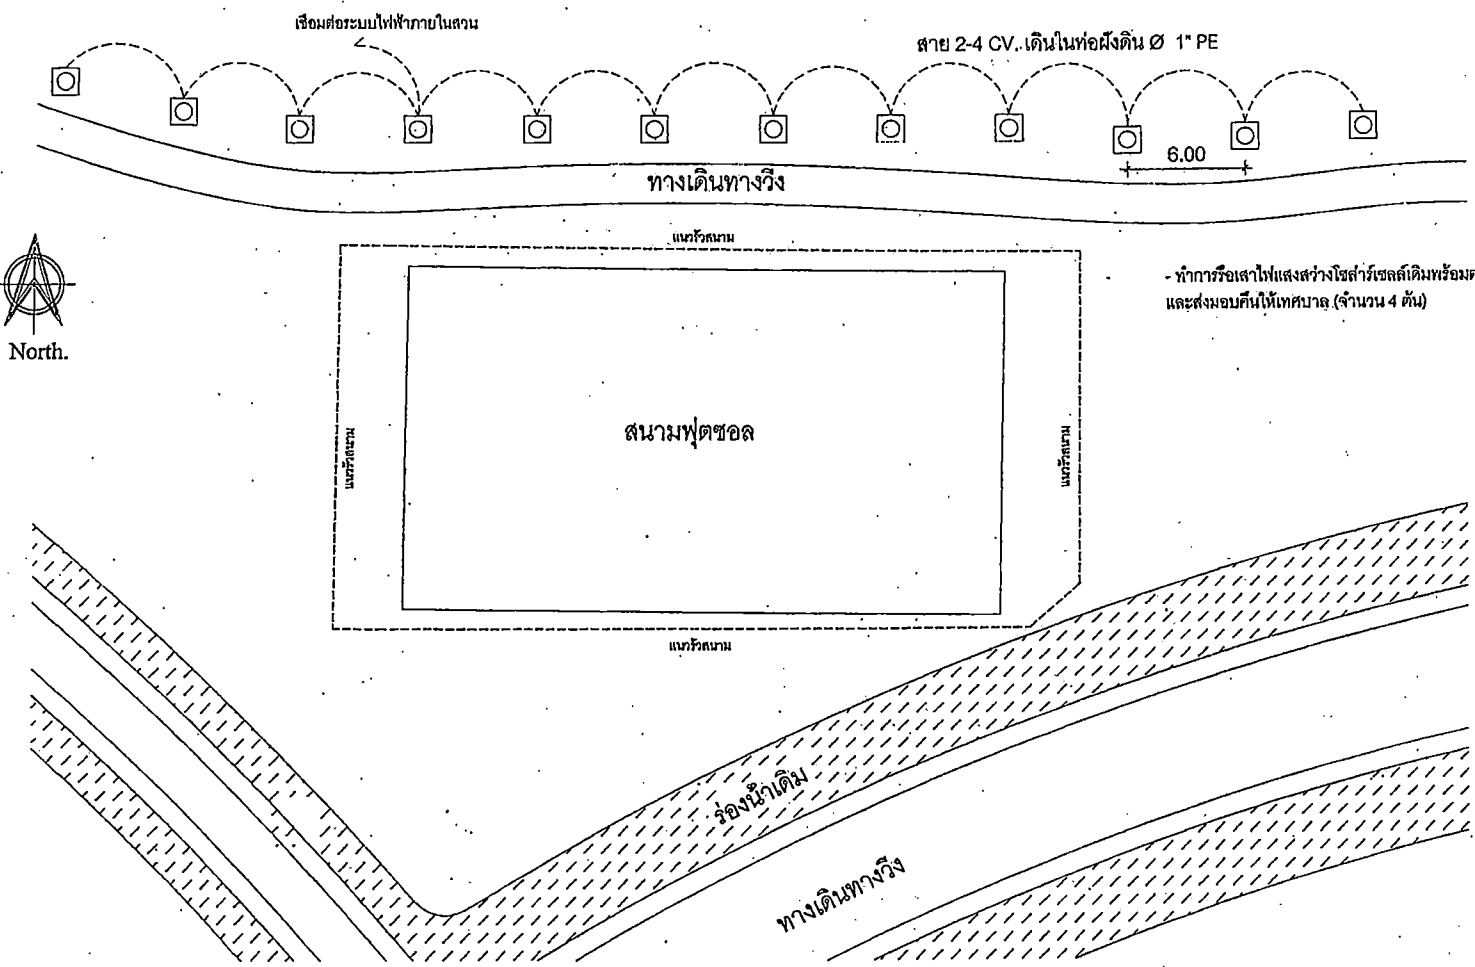 เชื่อมต่อระบบไฟฟ้าภายในสวน
สาย 2-4 CV. เดินในท่อฝังดิน Ø 1" PE
6.00
ทางเดินทางวิ่ง
แนวรั้วสนาม
- ทำการรื้อเสาไฟแสงสว่างโซล่าร์เซลล์เดิมพร้อม
และส่งมอบคืนให้เทศบาล (จำนวน 4 ต้น)
North.
สนามฟุตซอล
แนวรั้วสนาม
แนวรั้วสนาม
แนวรั้วสนาม
ร่องน้ำเดิม
ทางเดินทางวิ่ง